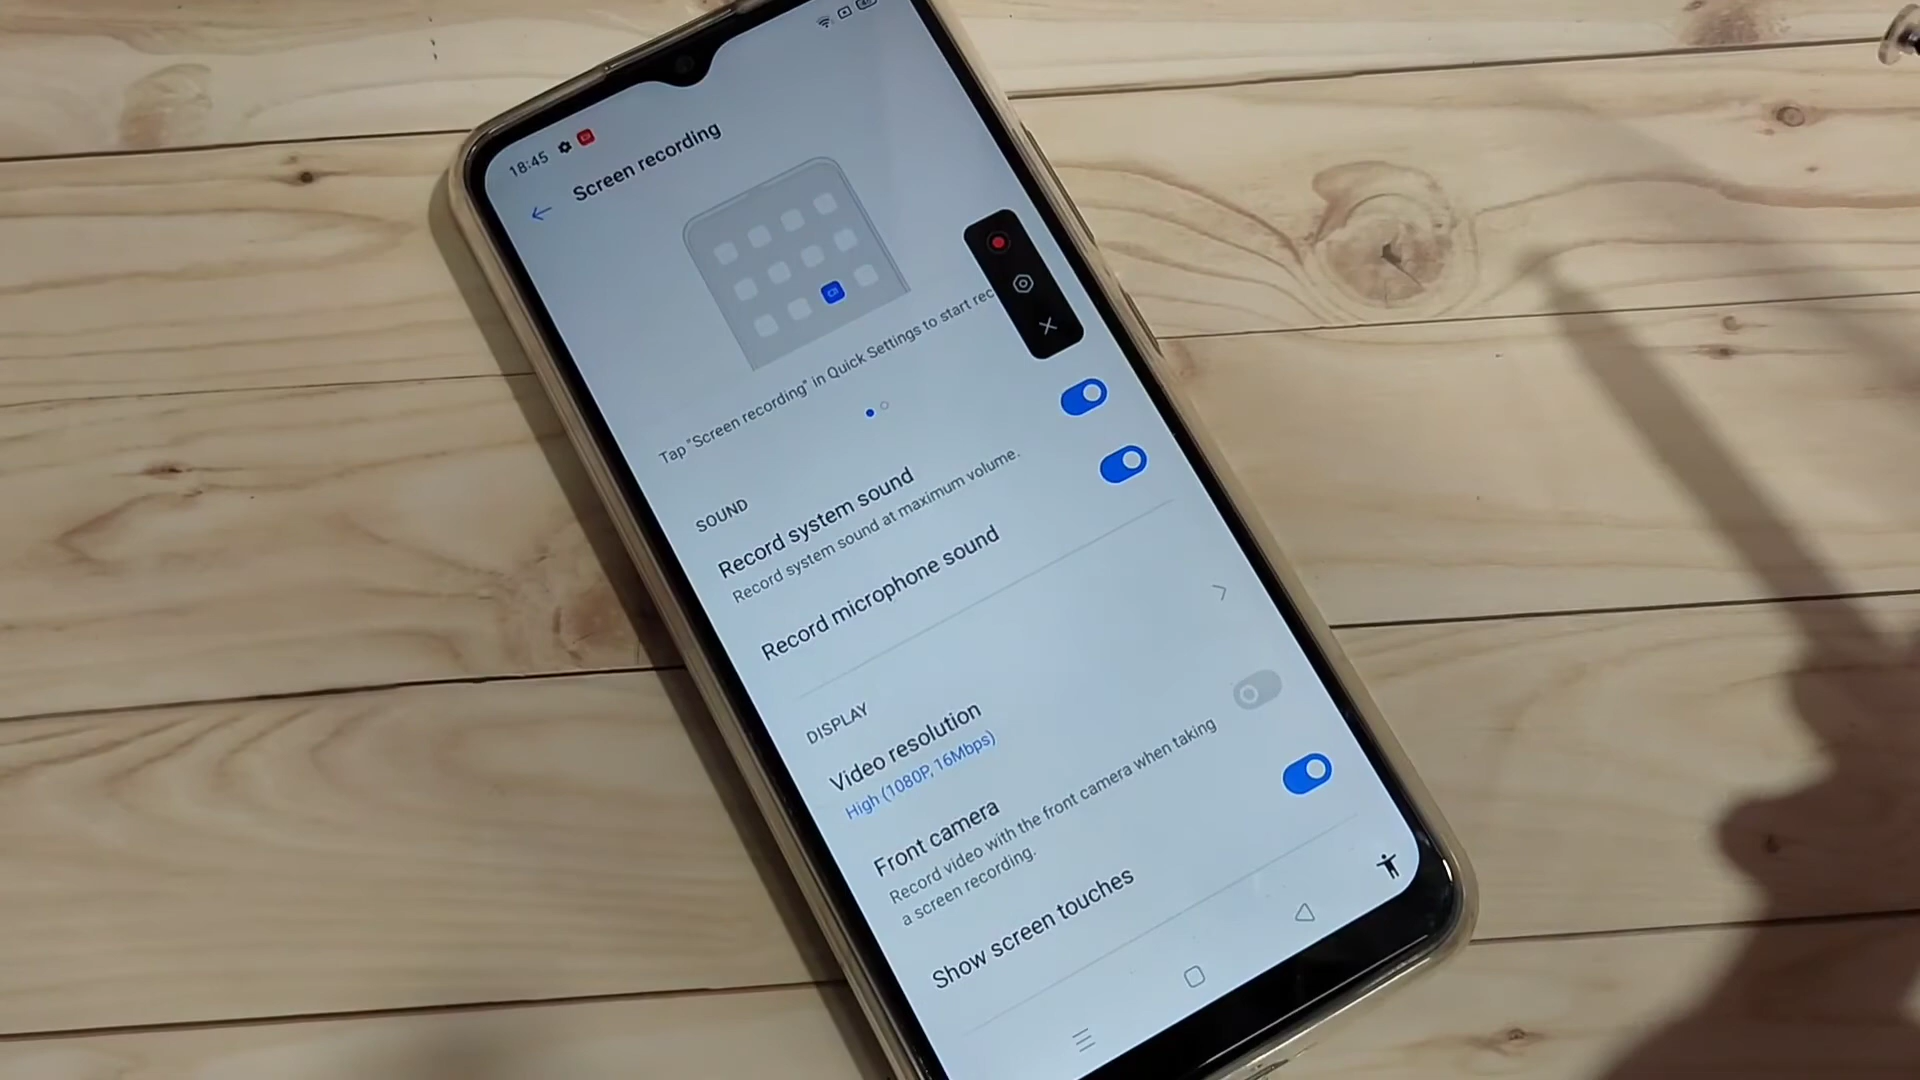 18:45
Screen recording
Tap "Screen recording" in Quick Settings to start rec
SOUND
Record system sound
Record system sound at maximum volume.
Record microphone sound
DISPLAY
Video resolution
High (1080P, 16Mbps)
Front camera
Record video with the front camera when taking
a screen recording.
Show screen touches